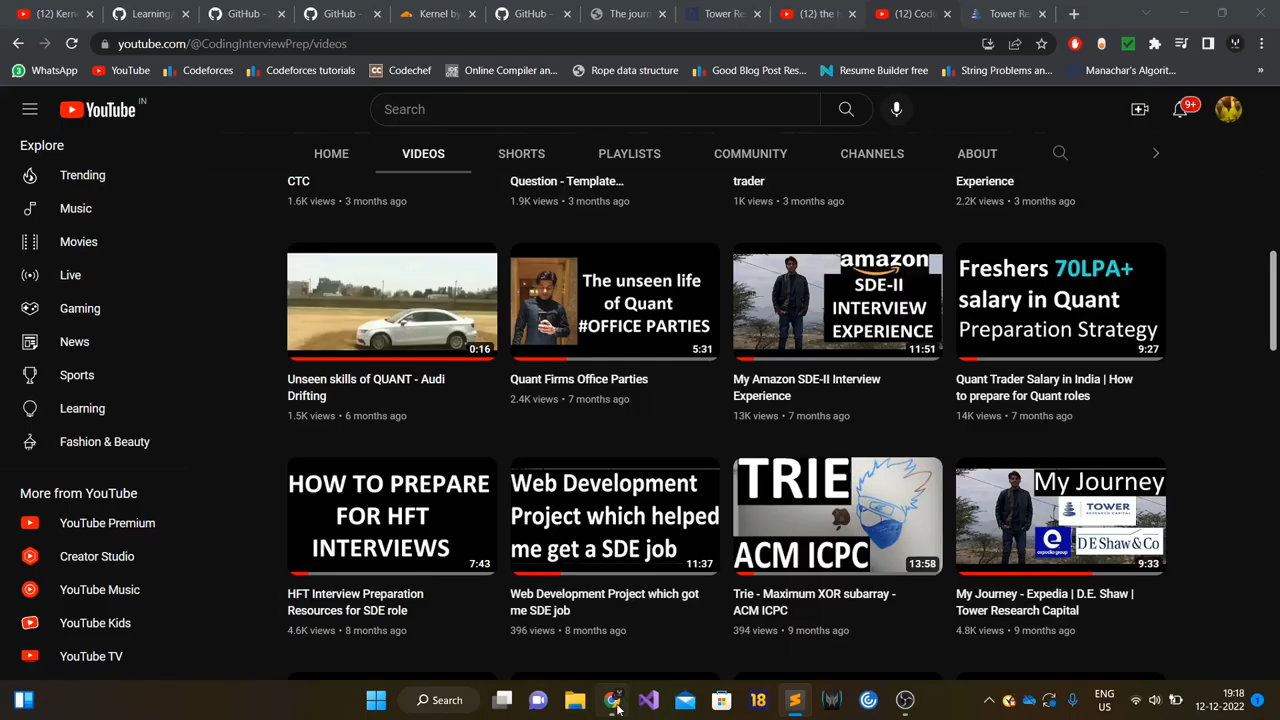 (12) Kern
Learning/
GitHub -
GitHub -
Kernel by
GitHub -
The journ
Tower Re
(12) the h
(12) Codi
Tower Re
youtube.com/@CodingInterviewPrep/videos
WhatsApp
YouTube
Codeforces
Codeforces tutorials
Codechef
Online Compiler an...
Rope data structure
Good Blog Post Res...
Resume Builder free
String Problems an...
Manachar's Algorit...
»
YouTube IN
Search
9+
Explore
Trending
Music
Movies
Live
Gaming
News
Sports
Learning
Fashion & Beauty
More from YouTube
YouTube Premium
Creator Studio
YouTube Music
YouTube Kids
YouTube TV
HOME
VIDEOS
SHORTS
PLAYLISTS
COMMUNITY
CHANNELS
ABOUT
CTC
1.6K views • 3 months ago
Question - Template...
1.9K views • 3 months ago
trader
1K views • 3 months ago
Experience
2.2K views • 3 months ago
0:16
Unseen skills of QUANT - Audi
Drifting
1.5K views • 6 months ago
The unseen life
of Quant
#OFFICE PARTIES
5:31
Quant Firms Office Parties
2.4K views • 7 months ago
amazon
SDE-II
INTERVIEW
EXPERIENCE
11:51
My Amazon SDE-II Interview
Experience
13K views • 7 months ago
Freshers 70LPA+
salary in Quant
Preparation Strategy
9:27
Quant Trader Salary in India | How
to prepare for Quant roles
14K views • 7 months ago
HOW TO PREPARE
FOR HFT
INTERVIEWS
7:43
HFT Interview Preparation
Resources for SDE role
4.6K views • 8 months ago
Web Development
Project which helped
me get a SDE job
11:37
Web Development Project which got
me SDE job
396 views • 8 months ago
TRIE
ACM ICPC
13:58
Trie - Maximum XOR subarray -
ACM ICPC
394 views • 9 months ago
My Journey
TOWER
RESEARCH CAPITAL
expedia group
DE Shaw & Co
9:33
My Journey - Expedia | D.E. Shaw |
Tower Research Capital
4.8K views • 9 months ago
Search
18
ENG
US
19:18
12-12-2022
1